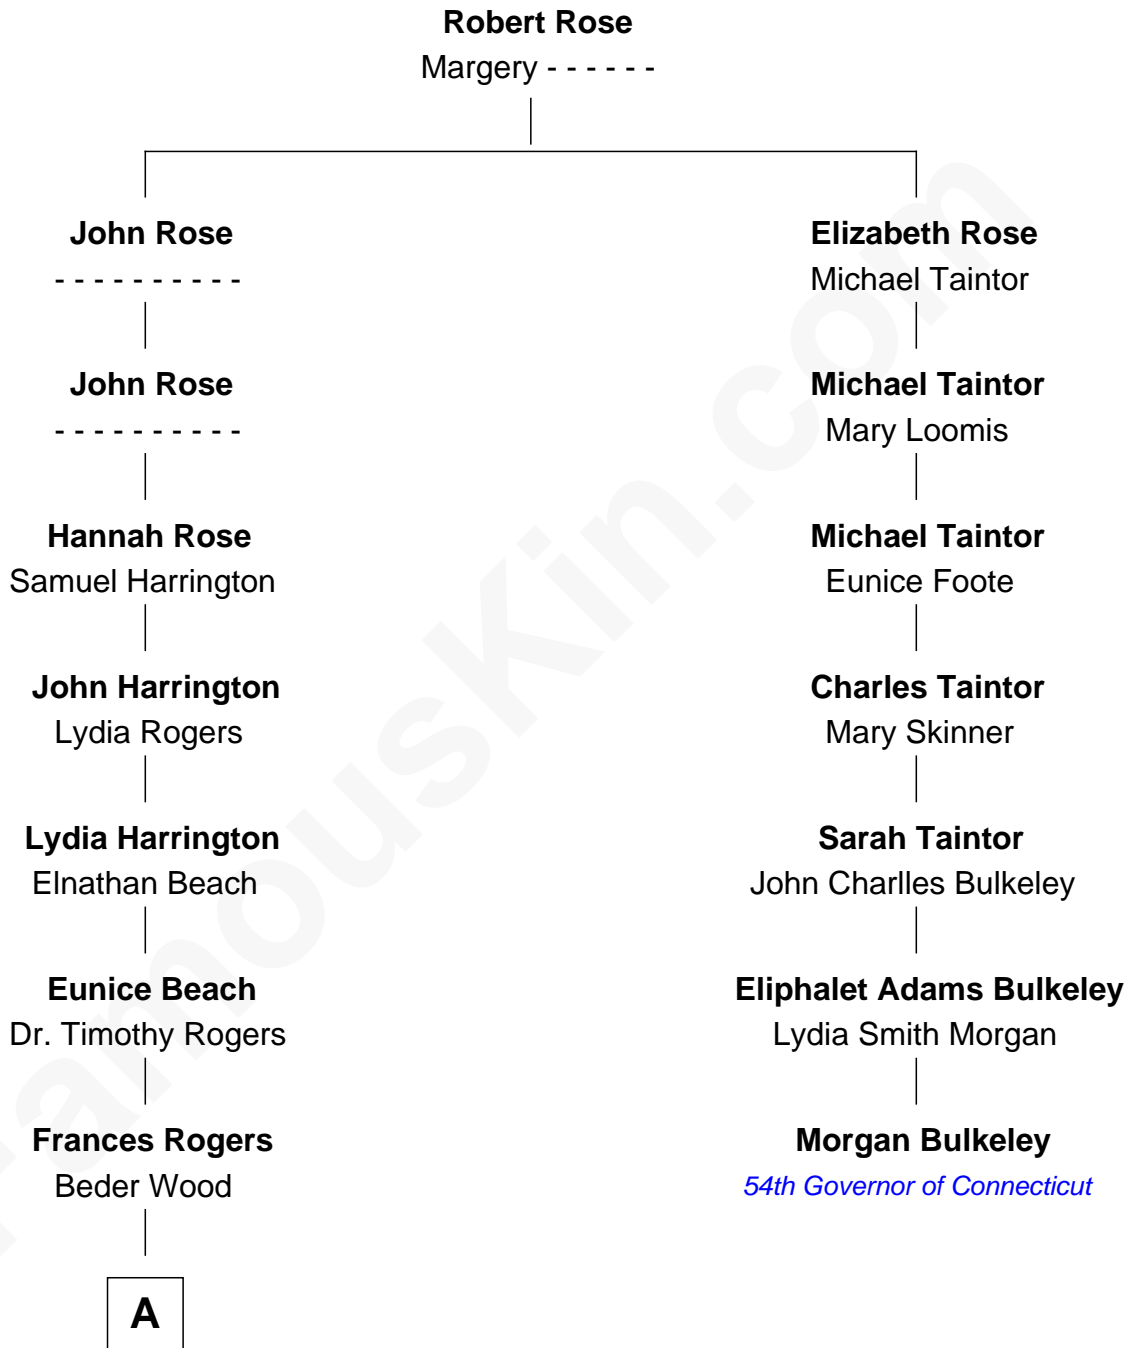 Robert Rose
Margery - - - - - -
John Rose
- - - - - - - - - -
John Rose
- - - - - - - - - -
Hannah Rose
Samuel Harrington
John Harrington
Lydia Rogers
Lydia Harrington
Elnathan Beach
Eunice Beach
Dr. Timothy Rogers
Frances Rogers
Beder Wood
A
Elizabeth Rose
Michael Taintor
Michael Taintor
Mary Loomis
Michael Taintor
Eunice Foote
Charles Taintor
Mary Skinner
Sarah Taintor
John Charlles Bulkeley
Eliphalet Adams Bulkeley
Lydia Smith Morgan
Morgan Bulkeley
54th Governor of Connecticut
FamousKin.com